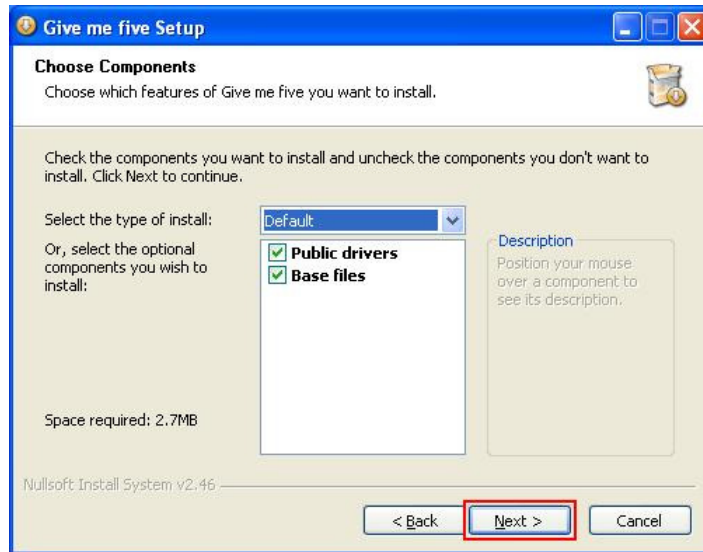 Give me five Setup
Choose Components
Choose which features of Give me five you want to install.
Check the components you want to install and uncheck the components you don't want to
install. Click Next to continue.
Select the type of install:
Default
Or, select the optional
components you wish to
install:
Public drivers
Base files
Description
Position your mouse
over a component to
see its description.
Space required: 2.7MB
Nullsoft Install System v2.46
< Back
Next >
Cancel